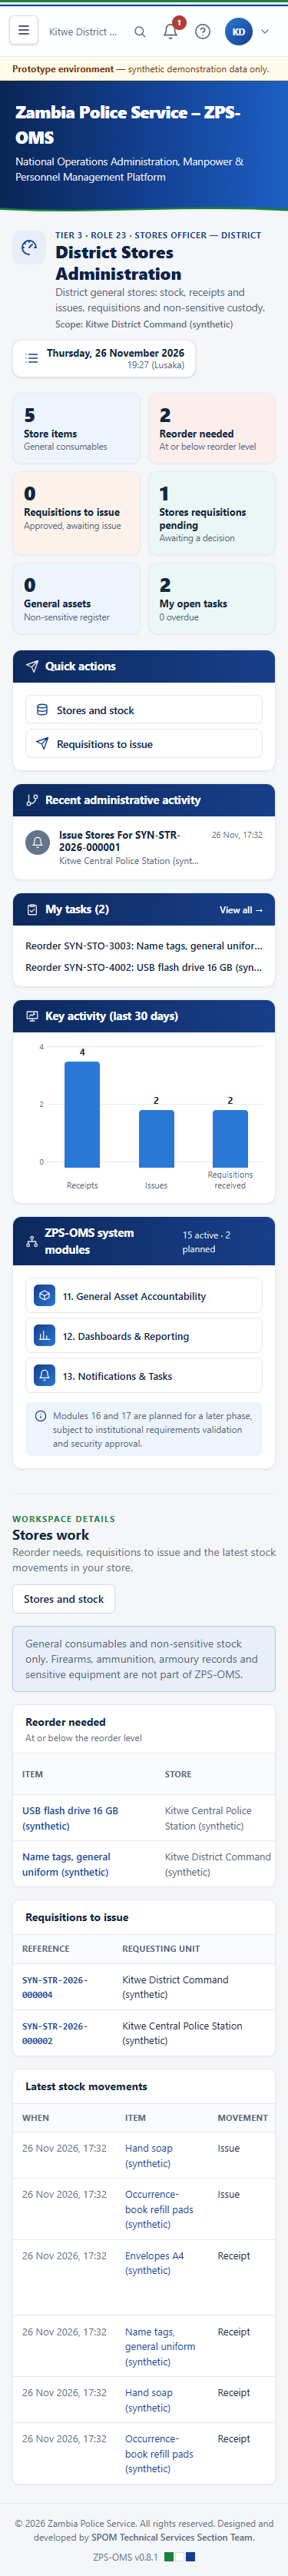 Kitwe District ...
1
KD
Prototype environment — synthetic demonstration data only.
Zambia Police Service – ZPS-
OMS
National Operations Administration, Manpower &
Personnel Management Platform
TIER 3 · ROLE 23 · STORES OFFICER — DISTRICT
District Stores
Administration
District general stores: stock, receipts and
issues, requisitions and non-sensitive custody.
Scope: Kitwe District Command (synthetic)
Thursday, 26 November 2026
19:27 (Lusaka)
5
Store items
General consumables
2
Reorder needed
At or below reorder level
0
Requisitions to issue
Approved, awaiting issue
1
Stores requisitions
pending
Awaiting a decision
0
General assets
Non-sensitive register
2
My open tasks
0 overdue
Quick actions
Stores and stock
Requisitions to issue
Recent administrative activity
Issue Stores For SYN-STR-
2026-000001
26 Nov, 17:32
Kitwe Central Police Station (synt...
My tasks (2)
View all →
Reorder SYN-STO-3003: Name tags, general unifor...
Reorder SYN-STO-4002: USB flash drive 16 GB (syn...
Key activity (last 30 days)
4
2
0
4
2
2
Receipts
Issues
Requisitions
received
ZPS-OMS system
modules
15 active · 2
planned
11. General Asset Accountability
12. Dashboards & Reporting
13. Notifications & Tasks
Modules 16 and 17 are planned for a later phase,
subject to institutional requirements validation
and security approval.
WORKSPACE DETAILS
Stores work
Reorder needs, requisitions to issue and the latest stock
movements in your store.
Stores and stock
General consumables and non-sensitive stock
only. Firearms, ammunition, armoury records and
sensitive equipment are not part of ZPS-OMS.
Reorder needed
At or below the reorder level
ITEM STORE
USB flash drive 16 GB
(synthetic)
Kitwe Central Police
Station (synthetic)
Name tags, general
uniform (synthetic)
Kitwe District Command
(synthetic)
Requisitions to issue
REFERENCE REQUESTING UNIT
SYN-STR-2026-
000004
Kitwe District Command
(synthetic)
SYN-STR-2026-
000002
Kitwe Central Police Station
(synthetic)
Latest stock movements
WHEN ITEM MOVEMENT
26 Nov 2026, 17:32 Hand soap
(synthetic)
Issue
26 Nov 2026, 17:32 Occurrence-
book refill pads
(synthetic)
Issue
26 Nov 2026, 17:32 Envelopes A4
(synthetic)
Receipt
26 Nov 2026, 17:32 Name tags,
general uniform
(synthetic)
Receipt
26 Nov 2026, 17:32 Hand soap
(synthetic)
Receipt
26 Nov 2026, 17:32 Occurrence-
book refill pads
(synthetic)
Receipt
© 2026 Zambia Police Service. All rights reserved. Designed and
developed by SPOM Technical Services Section Team.
ZPS-OMS v0.8.1